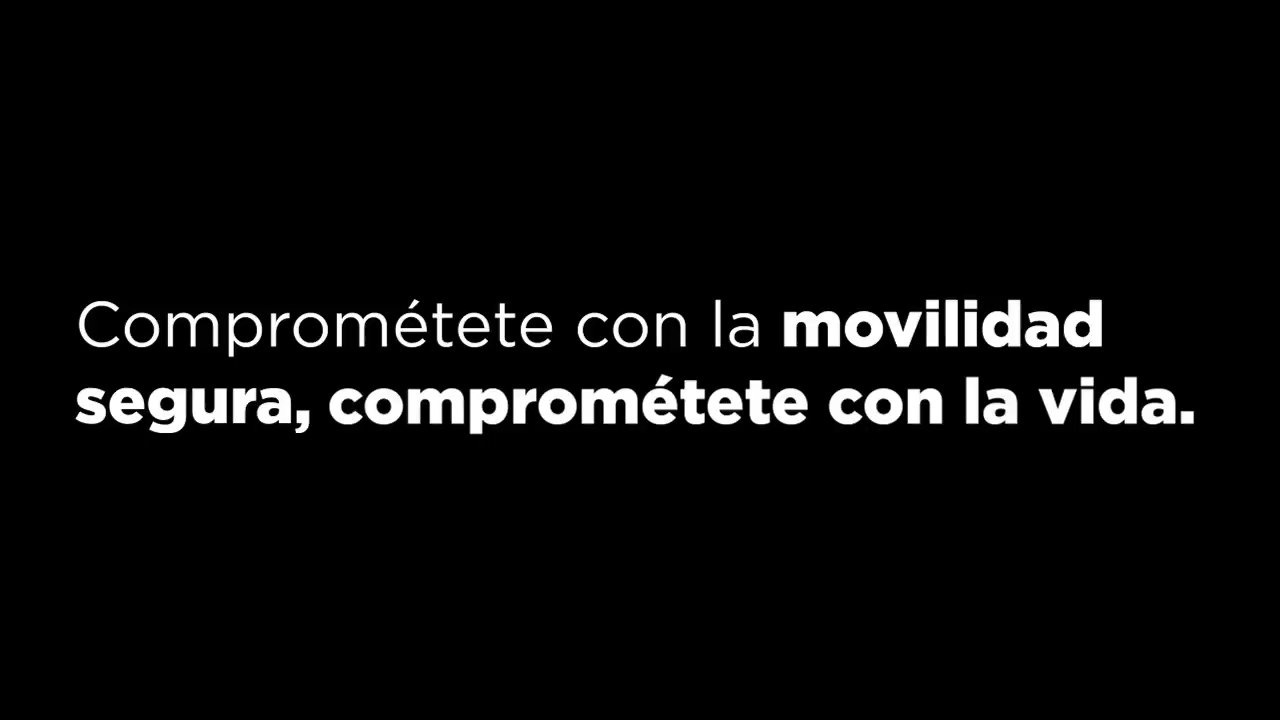 Comprométete con la movilidad
segura, comprométete con la vida.